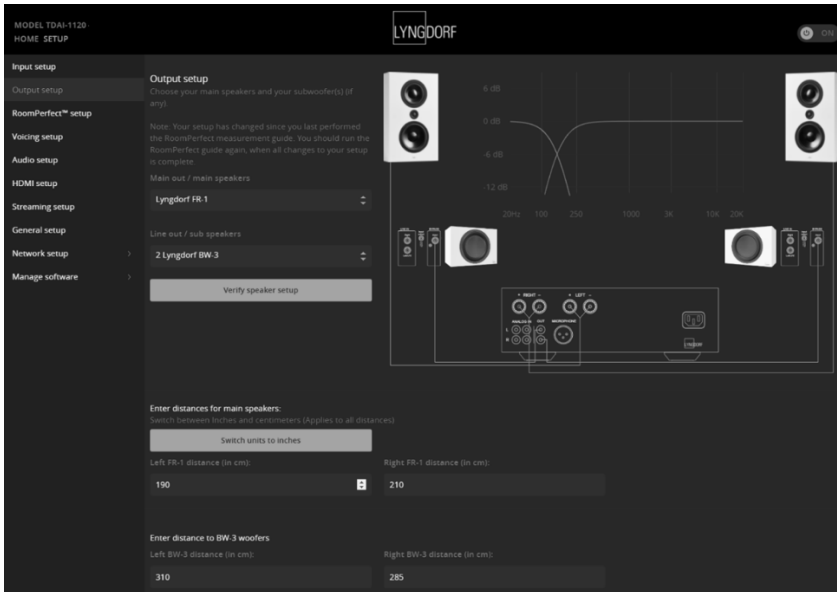 MODEL TDAI-1120
HOME SETUP
LYNGDORF
ON
Input setup
Output setup
RoomPerfect™ setup
Voicing setup
Audio setup
HDMI setup
Streaming setup
General setup
Network setup
Manage software
Output setup
Choose your main speakers and your subwoofer(s) (if
any).
Note: Your setup has changed since you last performed
the RoomPerfect measurement guide. You should run the
RoomPerfect guide again, when all changes to your setup
is complete
Main out / main speakers
Lyngdorf FR-1
Line out / sub speakers
2 Lyngdorf BW-3
Verify speaker setup
6 dB
0 dB
-6 dB
-12 dB
20Hz 100 250 1000 3K 10K 20K
+ RIGHT - + LEFT -
ANALOG IN OUT MICROPHONE
L
R
LYNGDORF
Enter distances for main speakers:
Switch between Inches and centimeters (Applies to all distances)
Switch units to inches
Left FR-1 distance (in cm):
Right FR-1 distance (in cm):
190
210
Enter distance to BW-3 woofers
Left BW-3 distance (in cm):
Right BW-3 distance (in cm):
310
285